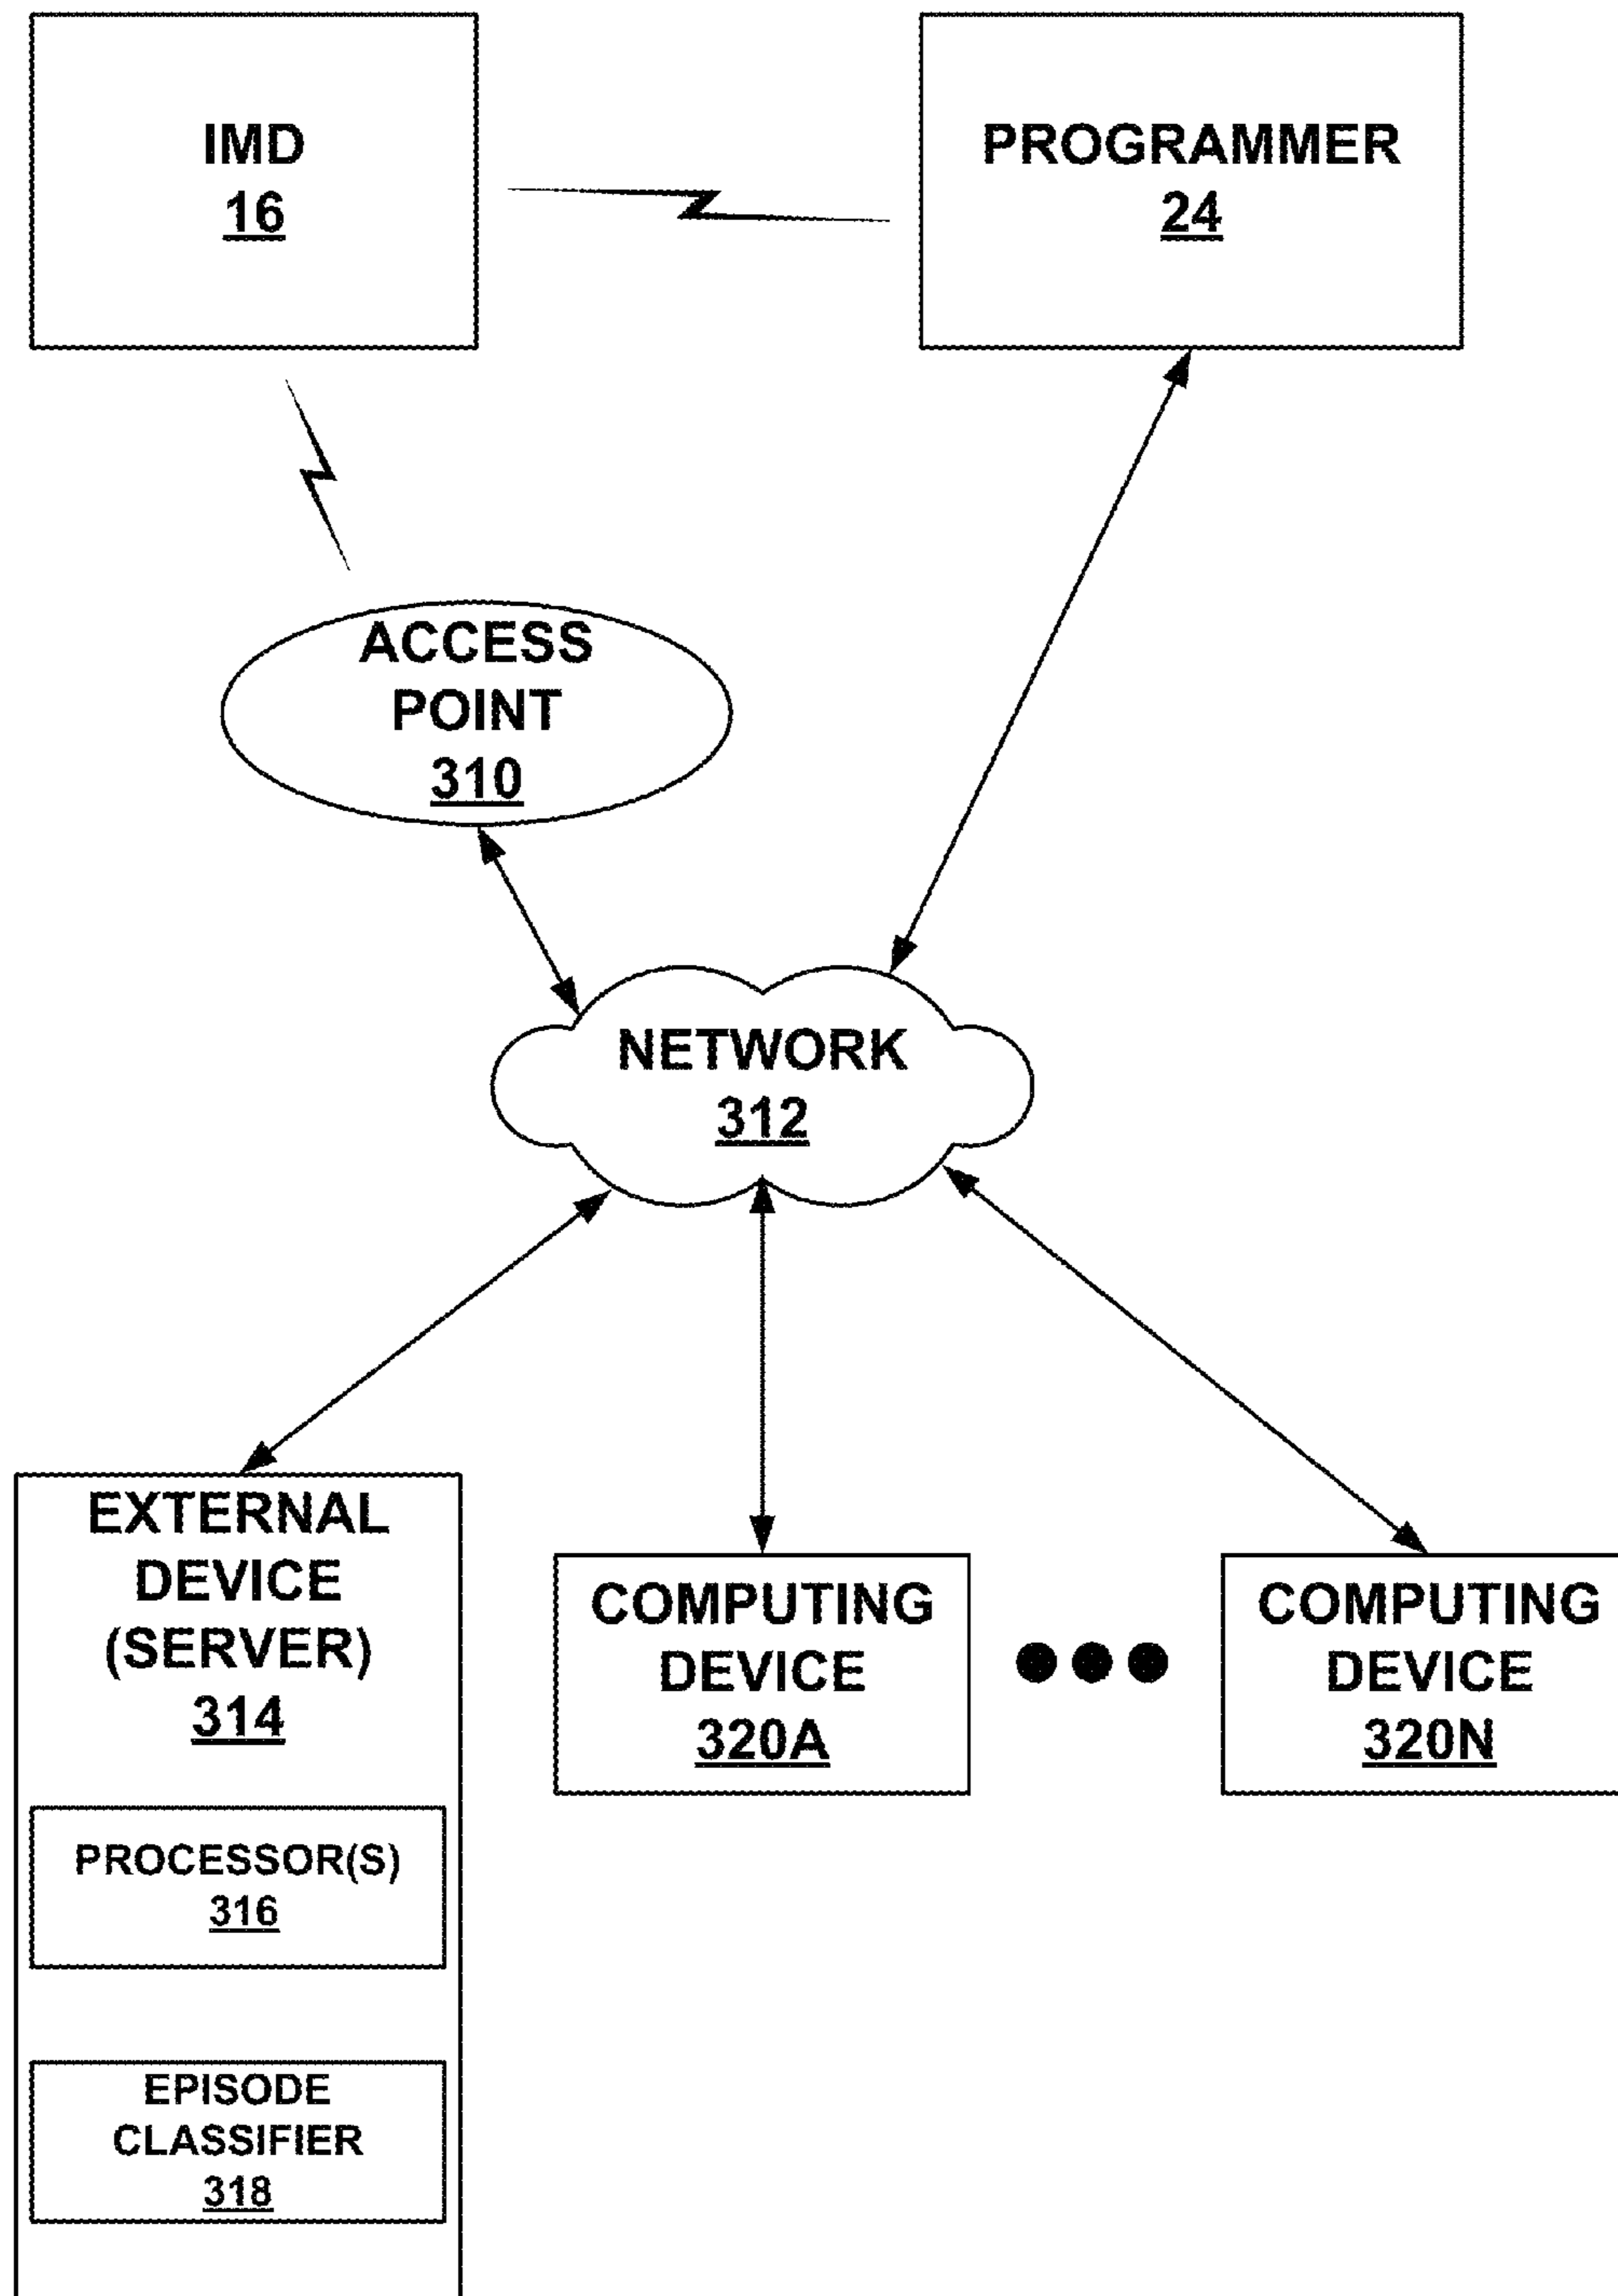 IMD
16
PROGRAMMER
24
ACCESS
POINT
310
NETWORK
312
EXTERNAL
DEVICE
(SERVER)
314
PROCESSOR(S)
316
EPISODE
CLASSIFIER
318
COMPUTING
DEVICE
320A
COMPUTING
DEVICE
320N